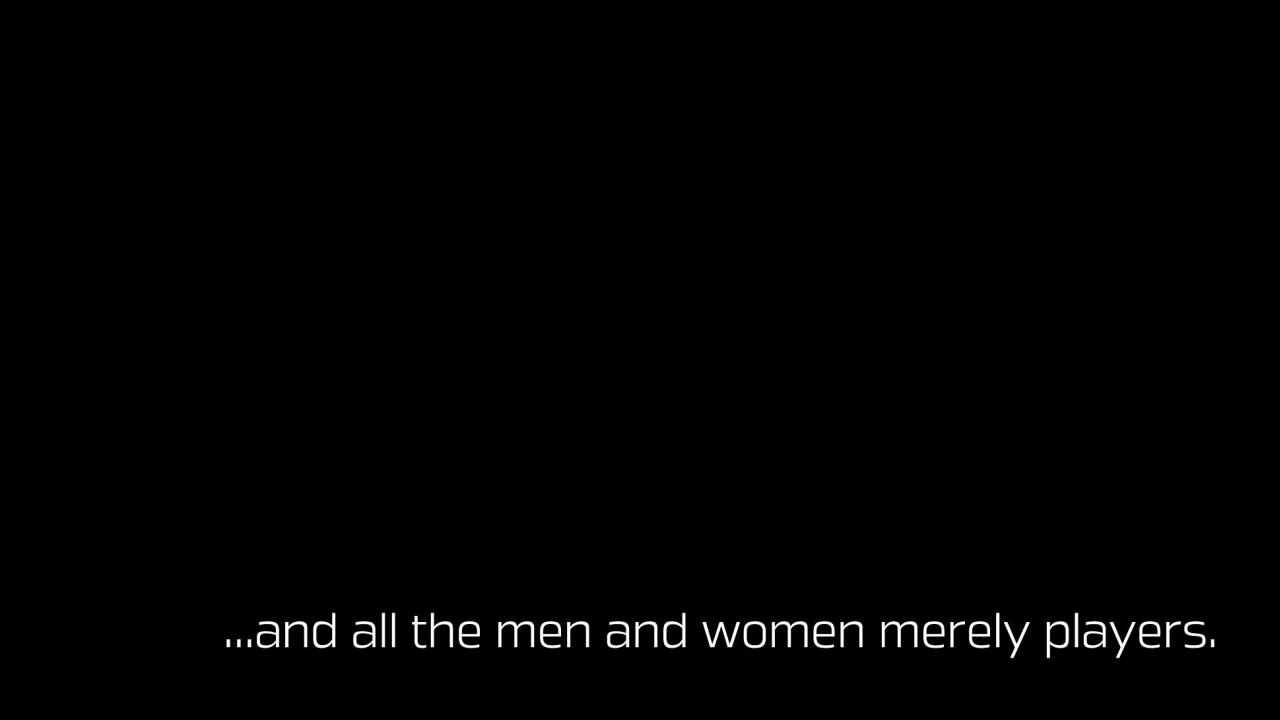 ...and all the men and women merely players.